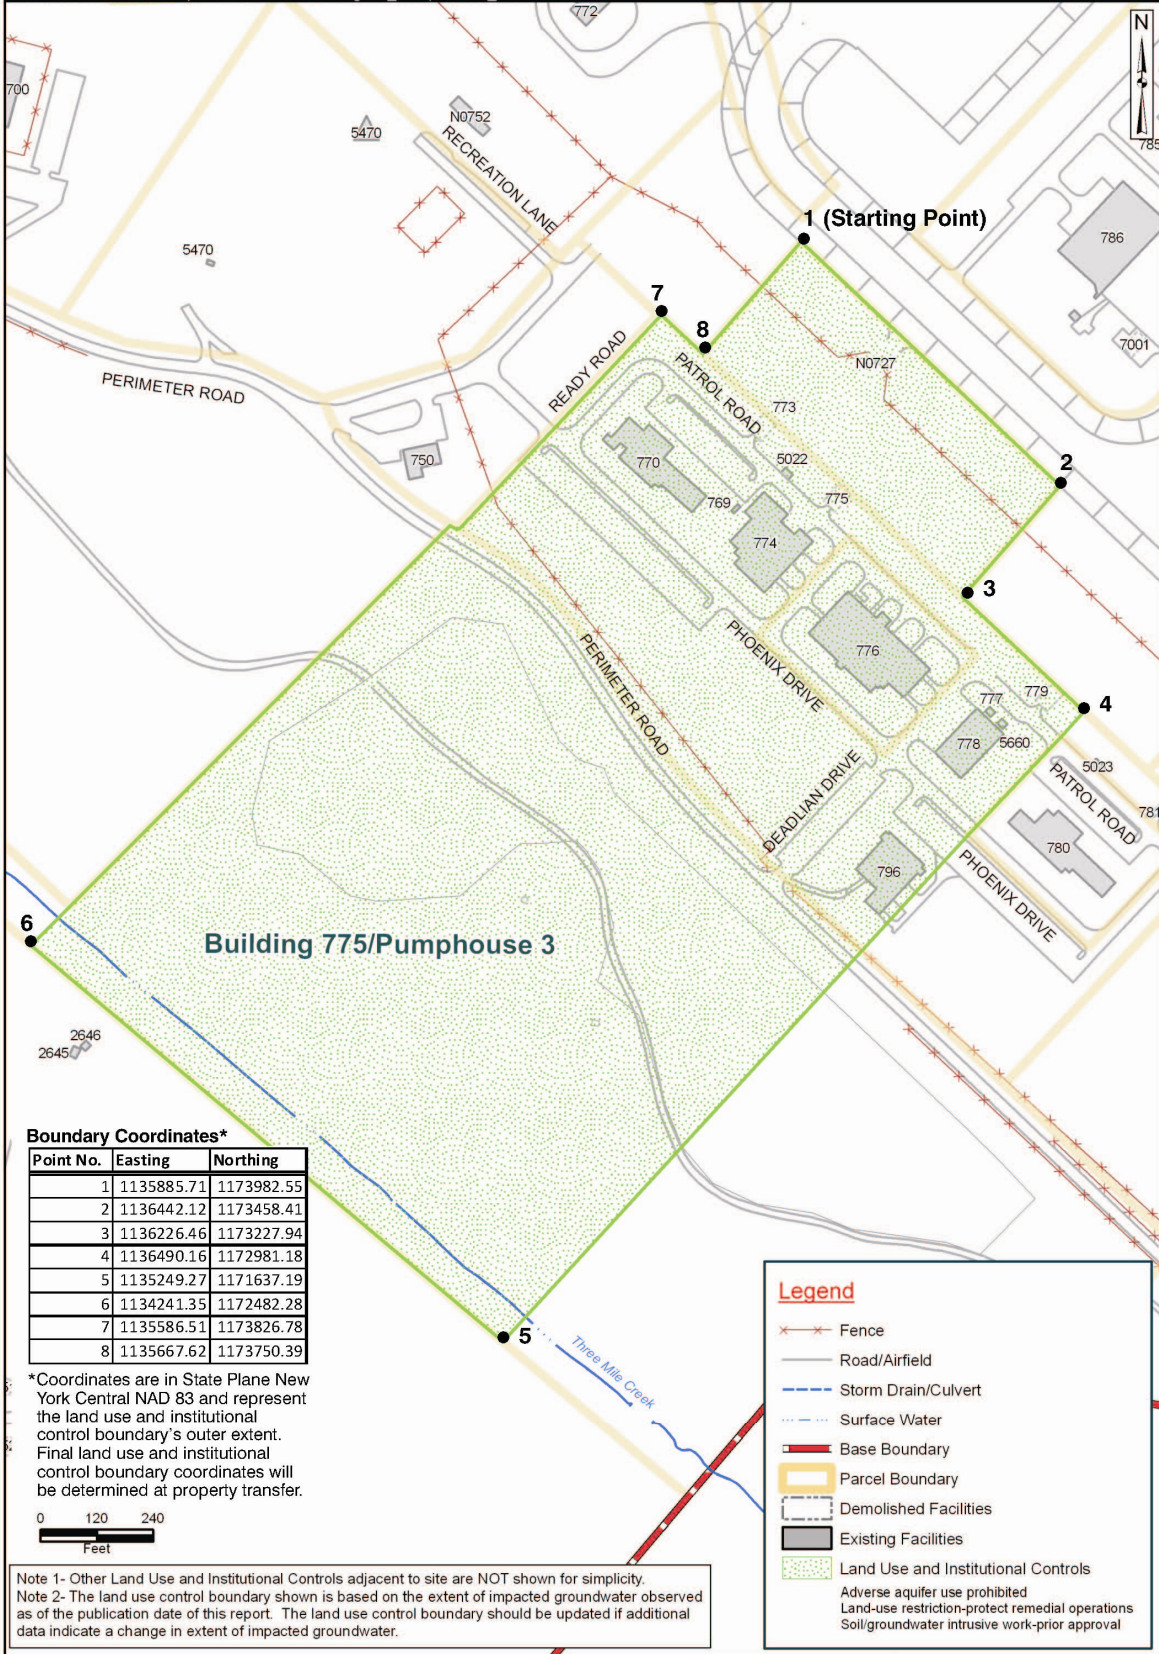 772
N
700
N0752
5470
RECREATION LANE
785
1 (Starting Point)
786
5470
7
8
7001
READY ROAD
PERIMETER ROAD
PATROL ROAD
N0727
773
750
770
5022
2
769
775
774
3
PERIMETER ROAD
PHOENIX DRIVE
776
777
779
4
778
5660
DEADLIAN DRIVE
5023
PATROL ROAD
781
780
796
PHOENIX DRIVE
6
Building 775/Pumphouse 3
2646
2645
5
Three Mile Creek
Boundary Coordinates*
Point No. Easting Northing
1 1135885.71 1173982.55
2 1136442.12 1173458.41
3 1136226.46 1173227.94
4 1136490.16 1172981.18
5 1135249.27 1171637.19
6 1134241.35 1172482.28
7 1135586.51 1173826.78
8 1135667.62 1173750.39
*Coordinates are in State Plane New
York Central NAD 83 and represent
the land use and institutional
control boundary's outer extent.
Final land use and institutional
control boundary coordinates will
be determined at property transfer.
0 120 240
Feet
Legend
Fence
Road/Airfield
Storm Drain/Culvert
Surface Water
Base Boundary
Parcel Boundary
Demolished Facilities
Existing Facilities
Land Use and Institutional Controls
Adverse aquifer use prohibited
Land-use restriction-protect remedial operations
Soil/groundwater intrusive work-prior approval
Note 1- Other Land Use and Institutional Controls adjacent to site are NOT shown for simplicity.
Note 2- The land use control boundary shown is based on the extent of impacted groundwater observed
as of the publication date of this report. The land use control boundary should be updated if additional
data indicate a change in extent of impacted groundwater.